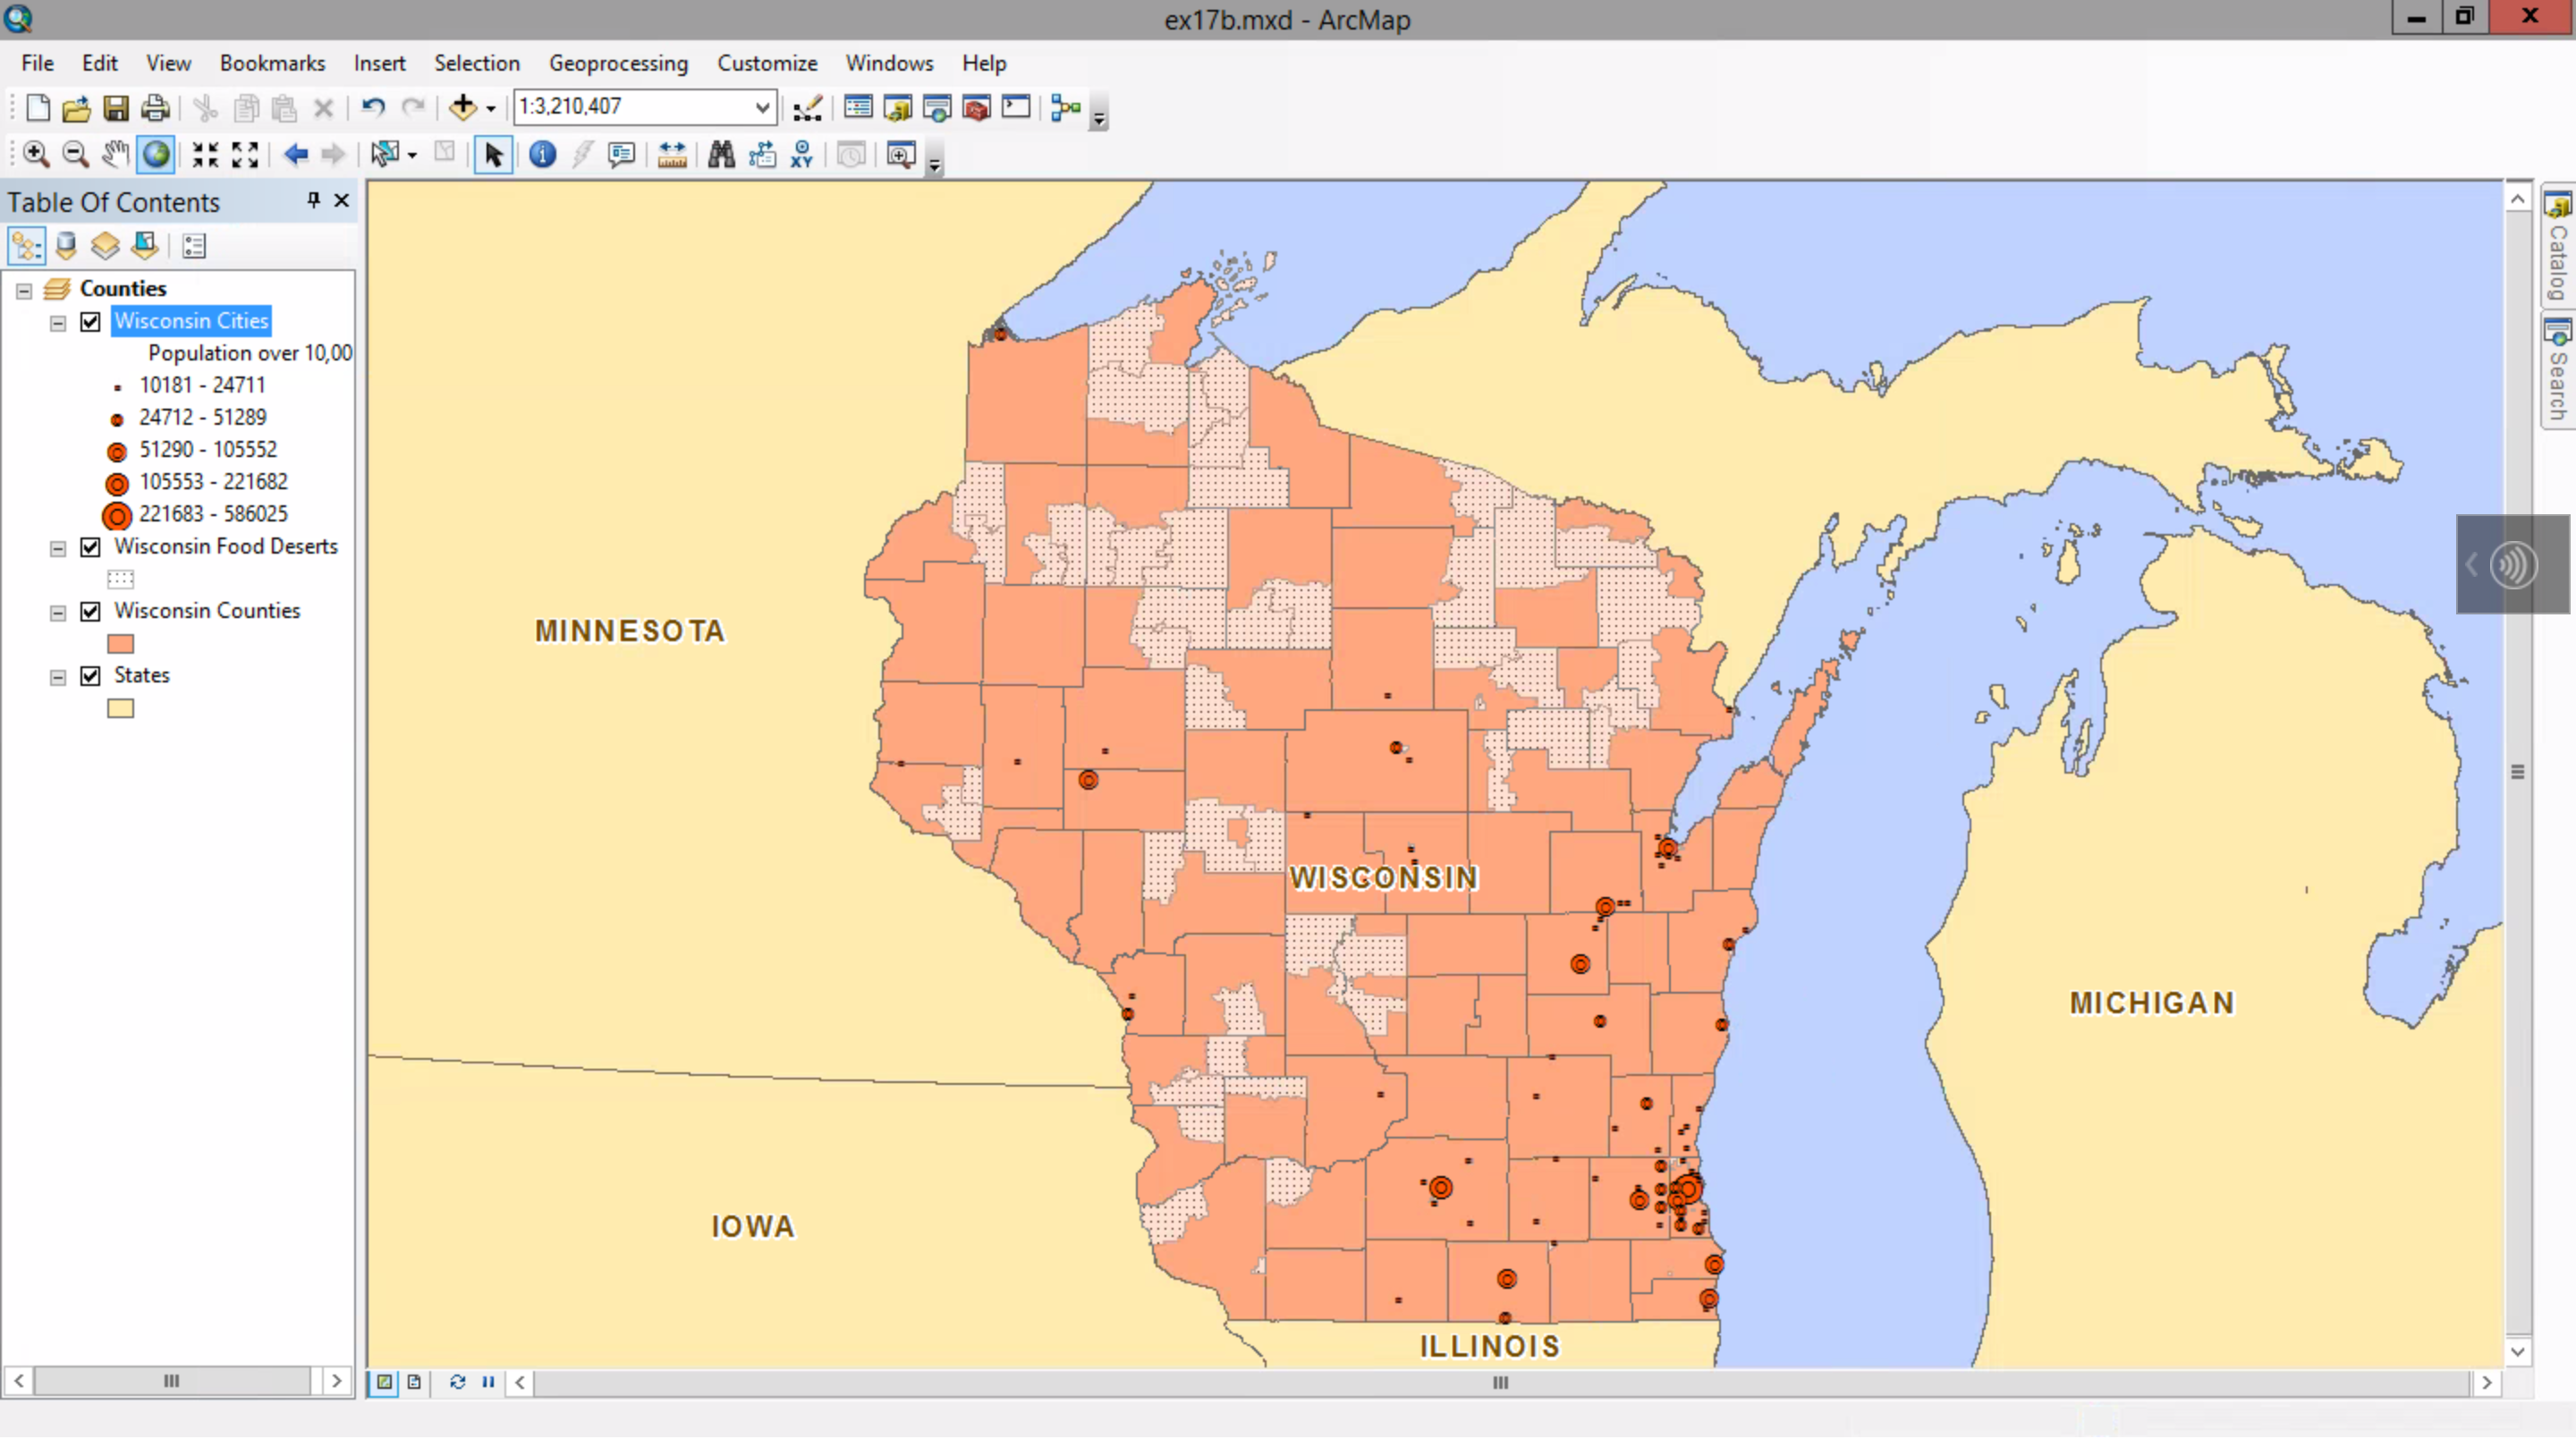 ex17b.mxd - ArcMap
File Edit View Bookmarks Insert Selection Geoprocessing Customize Windows Help
1:3,210,407
XY
Table Of Contents
Counties
Wisconsin Cities
Population over 10,00
10181 - 24711
24712 - 51289
51290 - 105552
105553 - 221682
221683 - 586025
Wisconsin Food Deserts
Wisconsin Counties
States
MINNESOTA
WISCONSIN
MICHIGAN
IOWA
ILLINOIS
Catalog
Search